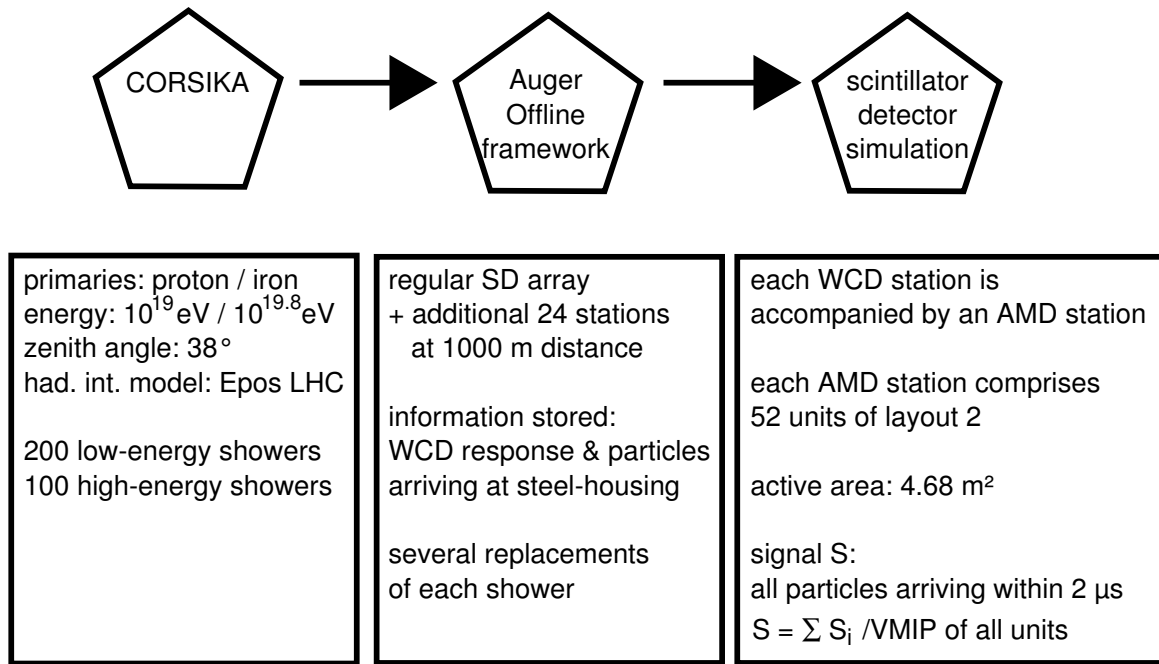 CORSIKA
Auger
Offline
framework
scintillator
detector
simulation
primaries: proton / iron
energy: 10^19 eV / 10^19.8 eV
zenith angle: 38°
had. int. model: Epos LHC
200 low-energy showers
100 high-energy showers
regular SD array
+ additional 24 stations
at 1000 m distance
information stored:
WCD response & particles
arriving at steel-housing
several replacements
of each shower
each WCD station is
accompanied by an AMD station
each AMD station comprises
52 units of layout 2
active area: 4.68 m²
signal S:
all particles arriving within 2 µs
S = ∑ Sᵢ /VMIP of all units